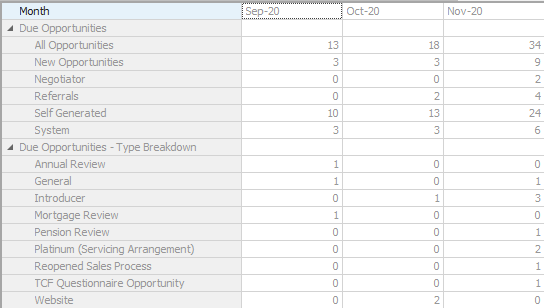 Month Sep-20 Oct-20 Nov-20
Due Opportunities
All Opportunities 13 18 34
New Opportunities 3 3 9
Negotiator 0 0 2
Referrals 0 2 4
Self Generated 10 13 24
System 3 3 6
Due Opportunities - Type Breakdown
Annual Review 1 0 0
General 1 0 1
Introducer 0 1 3
Mortgage Review 1 0 0
Pension Review 0 0 1
Platinum (Servicing Arrangement) 0 0 2
Reopened Sales Process 0 0 1
TCF Questionnaire Opportunity 0 0 1
Website 0 2 0